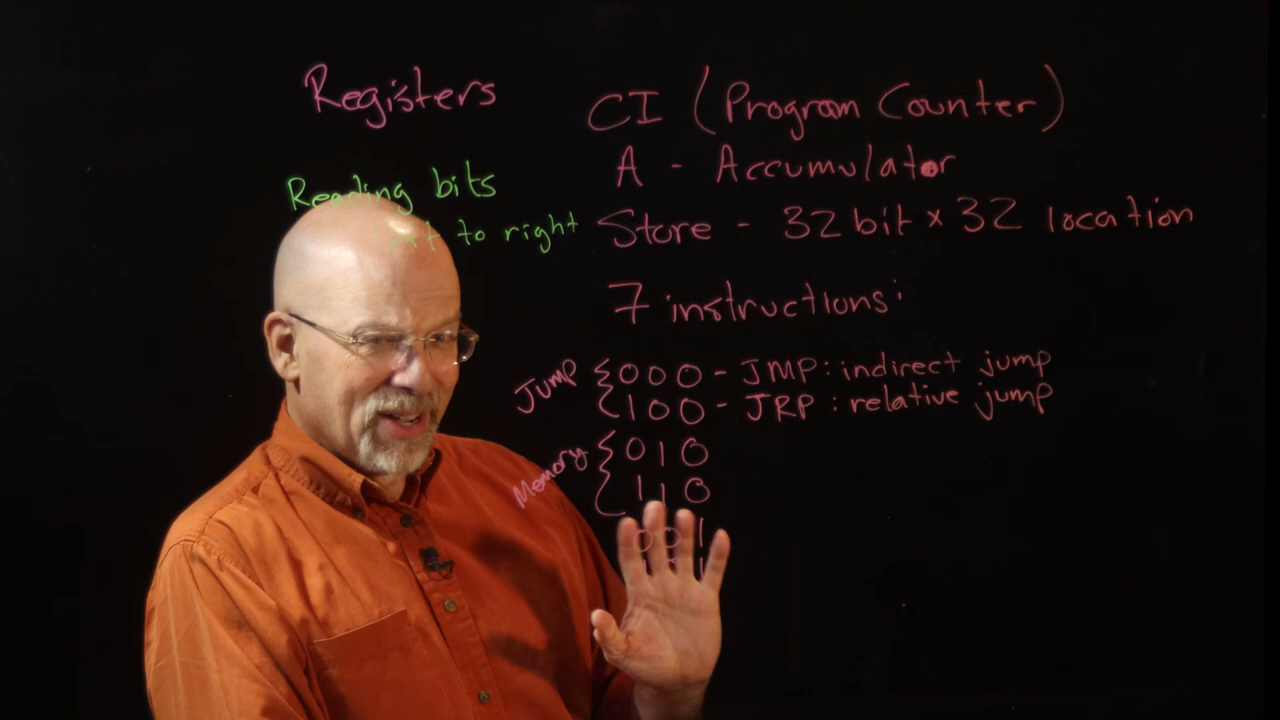 Registers
CI (Program Counter)
A - Accumulator
Reading bits
to right
Store - 32 bit x 32 location
7 instructions:
Jump
000 - JMP: indirect jump
100 - JRP: relative jump
Memory
010
110
001